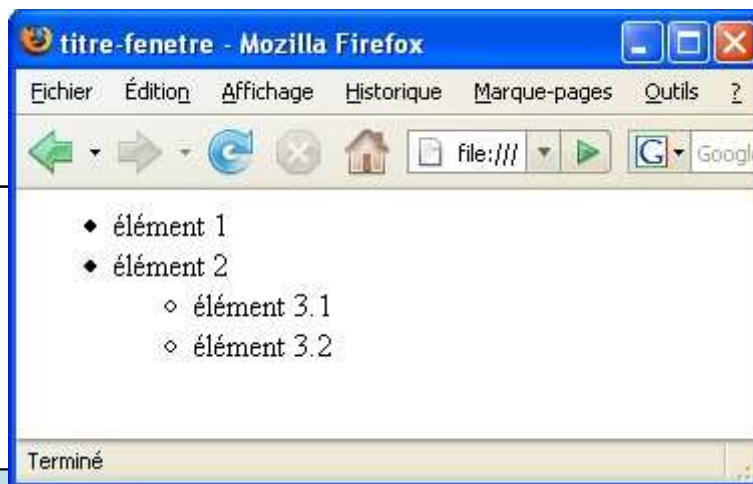 titre-fenetre - Mozilla Firefox
Fichier Édition Affichage Historique Marque-pages Outils ?
file:/// G Google
élément 1
élément 2
élément 3.1
élément 3.2
Terminé